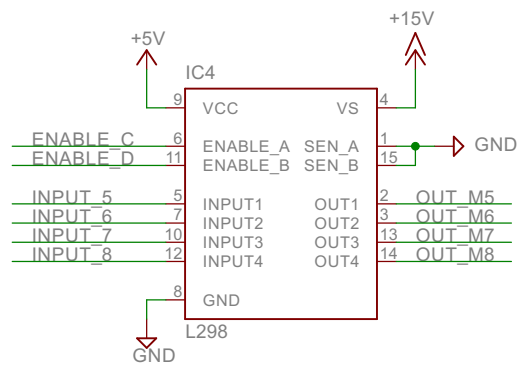 +15V
+5V
IC4
9 VCC VS 4
ENABLE_C 6 ENABLE_A SEN_A 1 GND
ENABLE_D 11 ENABLE_B SEN_B 15
INPUT_5 5 INPUT1 OUT1 2 OUT_M5
INPUT_6 7 INPUT2 OUT2 3 OUT_M6
INPUT_7 10 INPUT3 OUT3 13 OUT_M7
INPUT_8 12 INPUT4 OUT4 14 OUT_M8
8 GND
L298
GND